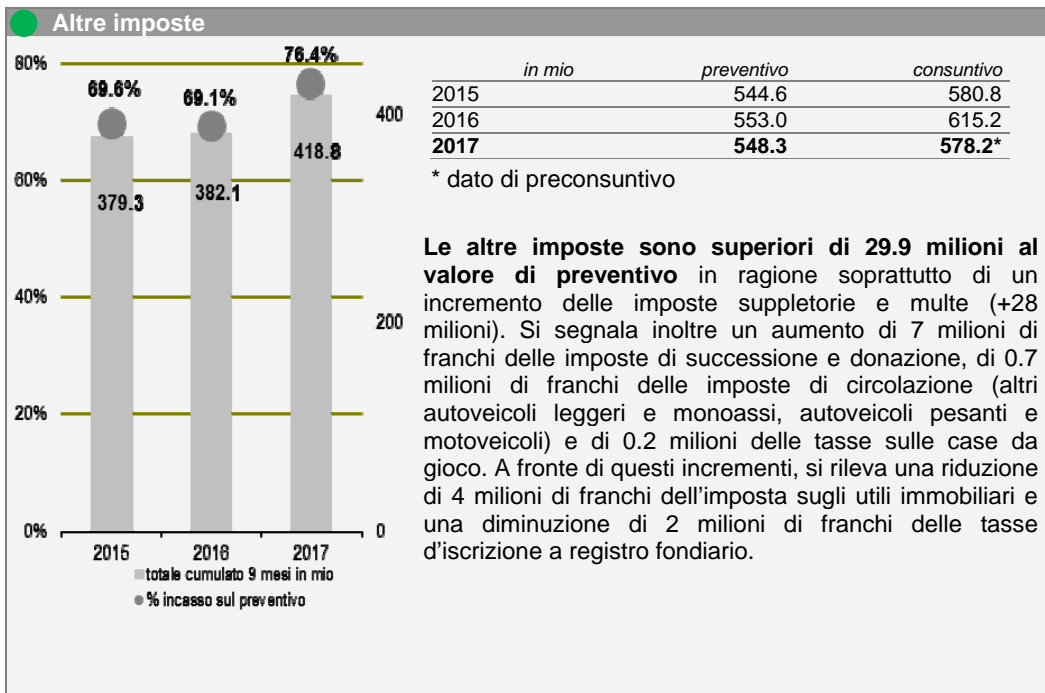 Altre imposte
80%
60%
40%
20%
0%
69.6%
69.1%
76.4%
379.3
382.1
418.8
400
200
0
2015 2016 2017
totale cumulato 9 mesi in mio
% incasso sul preventivo
in mio preventivo consuntivo
2015 544.6 580.8
2016 553.0 615.2
2017 548.3 578.2*
* dato di preconsuntivo
Le altre imposte sono superiori di 29.9 milioni al
valore di preventivo in ragione soprattutto di un
incremento delle imposte suppletorie e multe (+28
milioni). Si segnala inoltre un aumento di 7 milioni di
franchi delle imposte di successione e donazione, di 0.7
milioni di franchi delle imposte di circolazione (altri
autoveicoli leggeri e monoassi, autoveicoli pesanti e
motoveicoli) e di 0.2 milioni delle tasse sulle case da
gioco. A fronte di questi incrementi, si rileva una riduzione
di 4 milioni di franchi dell’imposta sugli utili immobiliari e
una diminuzione di 2 milioni di franchi delle tasse
d’iscrizione a registro fondiario.